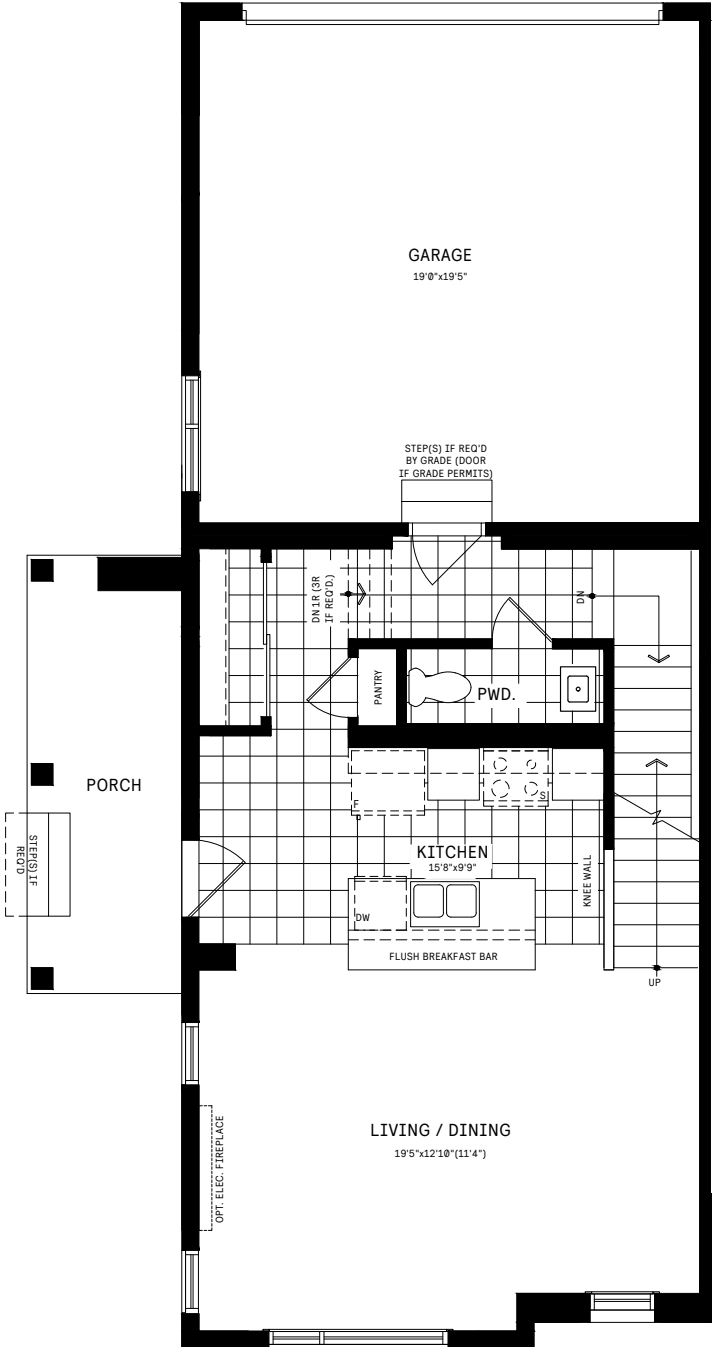 GARAGE
19'0"x19'5"
STEP(S) IF REQ'D
BY GRADE (DOOR
IF GRADE PERMITS)
DN 1R (3R
IF REQ'D.)
DN
PANTRY
PWD.
PORCH
STEP(S) IF
REQ'D
F
S
KITCHEN
15'8"x9'9"
KNEE WALL
DW
FLUSH BREAKFAST BAR
UP
LIVING / DINING
19'5"x12'10"(11'4")
OPT. ELEC. FIREPLACE